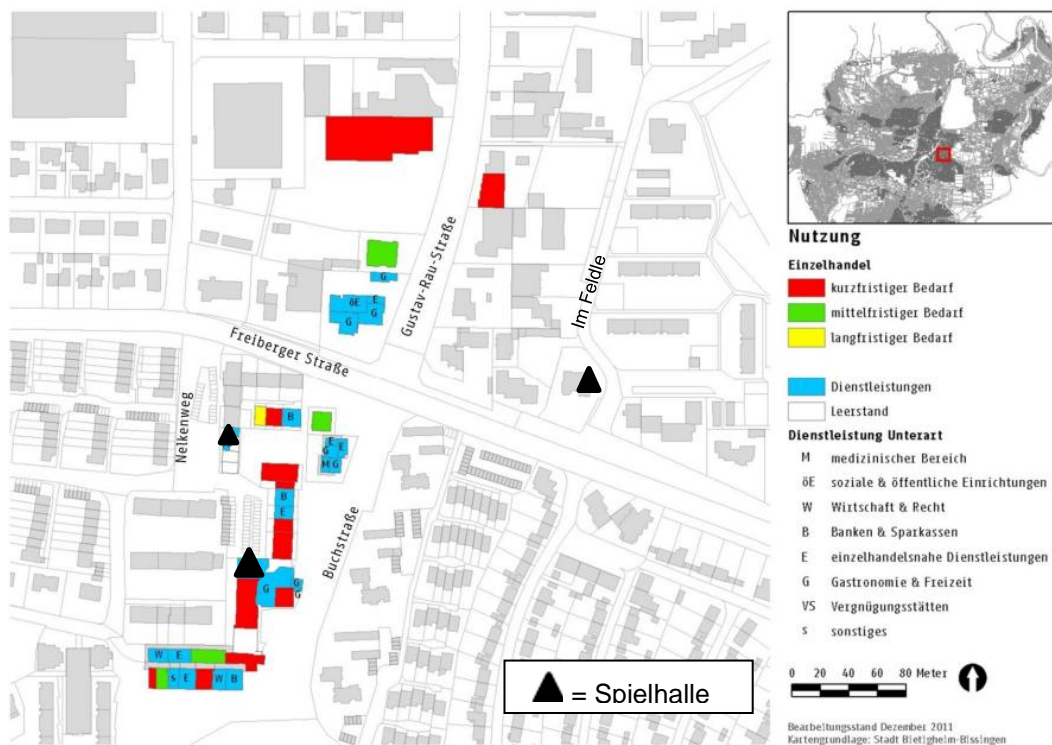 Gustav-Rau-Straße
Im Feldle
Freiberger Straße
Nelkenweg
Buchstraße
G
öE
E
G
G
B
E
G
E
M
G
B
E
G
G
G
W
E
S
E
W
B
= Spielhalle
Nutzung
Einzelhandel
kurzfristiger Bedarf
mittelfristiger Bedarf
langfristiger Bedarf
Dienstleistungen
Leerstand
Dienstleistung Unterart
M medizinischer Bereich
öE soziale & öffentliche Einrichtungen
W Wirtschaft & Recht
B Banken & Sparkassen
E einzelhandelsnahe Dienstleistungen
G Gastronomie & Freizeit
VS Vergnügungsstätten
s sonstiges
0 20 40 60 80 Meter
Bearbeitungsstand Dezember 2011
Kartengrundlage: Stadt Bietigheim-Bissingen